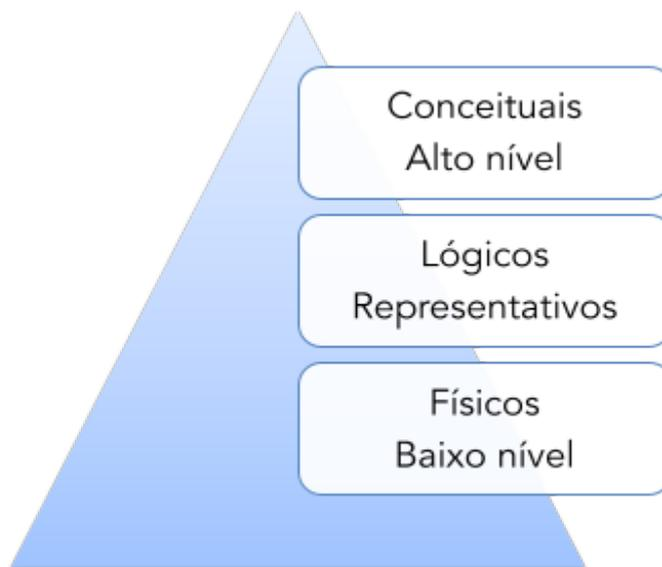 Conceituais
Alto nível
Lógicos
Representativos
Físicos
Baixo nível